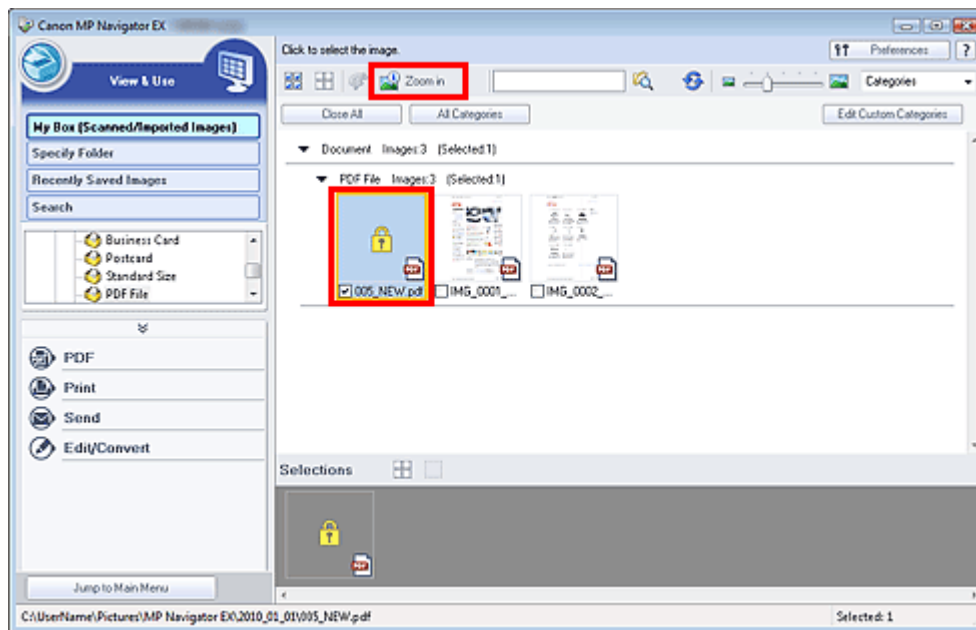 Canon MP Navigator EX
View & Use
Click to select the image.
Preferences ?
Zoom in
Categories
Close All
All Categories
Edit Custom Categories
My Box (Scanned/Imported Images)
Specify Folder
Recently Saved Images
Search
Business Card
Postcard
Standard Size
PDF File
PDF
Print
Send
Edit/Convert
Jump to Main Menu
Document Images:3 (Selected:1)
PDF File Images:3 (Selected:1)
005_NEW.pdf
IMG_0001_...
IMG_0002_...
Selections
C:\UserName\Pictures\MP Navigator EX\2010_01_01\005_NEW.pdf
Selected: 1